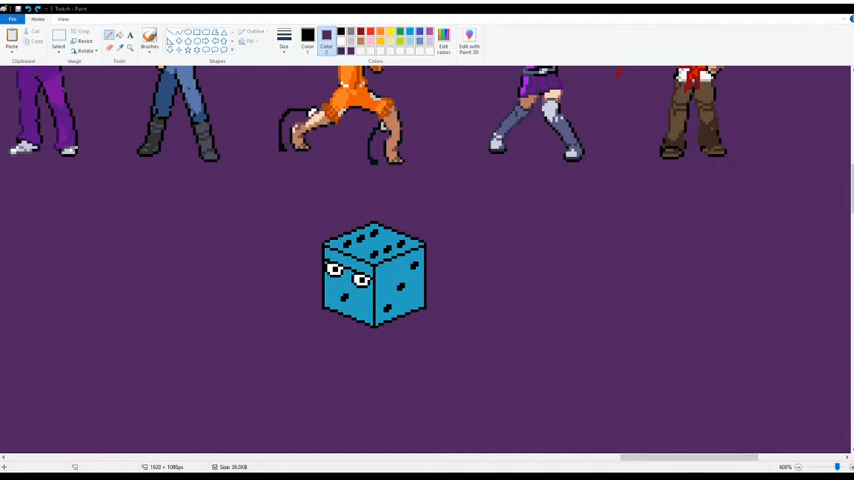 Twitch - Paint
File Home View
Paste
Cut
Copy
Clipboard
Select
Crop
Resize
Rotate
Image
Tools
Brushes
Shapes
Outline
Fill
Size
Color
1
Color
2
Colors
Edit
colors
Edit with
Paint 3D
1920 × 1080px
Size: 36.0KB
600%